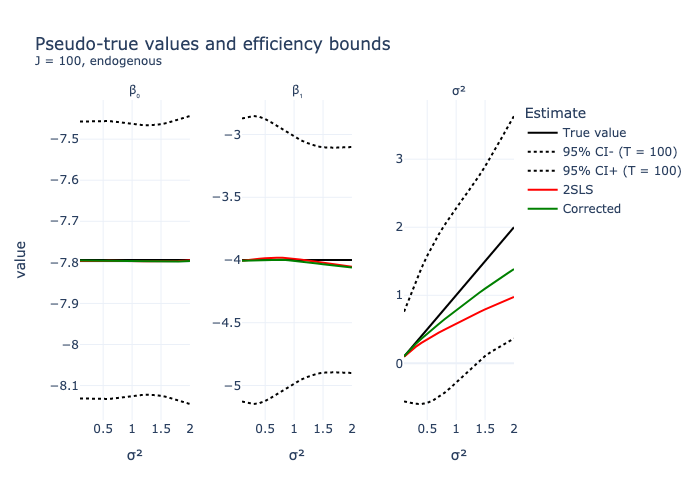 Pseudo-true values and efficiency bounds
J = 100, endogenous
β₀
β₁
σ²
value
−7.5
−7.6
−7.7
−7.8
−7.9
−8
−8.1
−3
−3.5
−4
−4.5
−5
3
2
1
0
0.5 1 1.5 2
0.5 1 1.5 2
0.5 1 1.5 2
σ²
σ²
σ²
Estimate
True value
95% CI- (T = 100)
95% CI+ (T = 100)
2SLS
Corrected